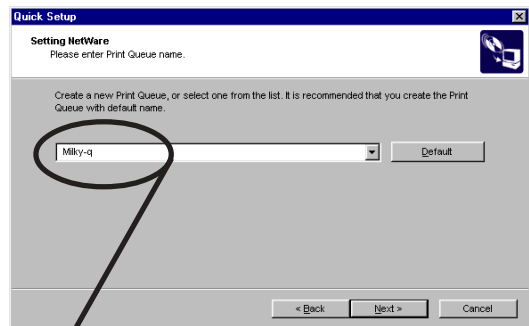 Quick Setup
Setting NetWare
Please enter Print Queue name.
Create a new Print Queue, or select one from the list. It is recommended that you create the Print
Queue with default name.
Milky-q
Default
< Back
Next >
Cancel